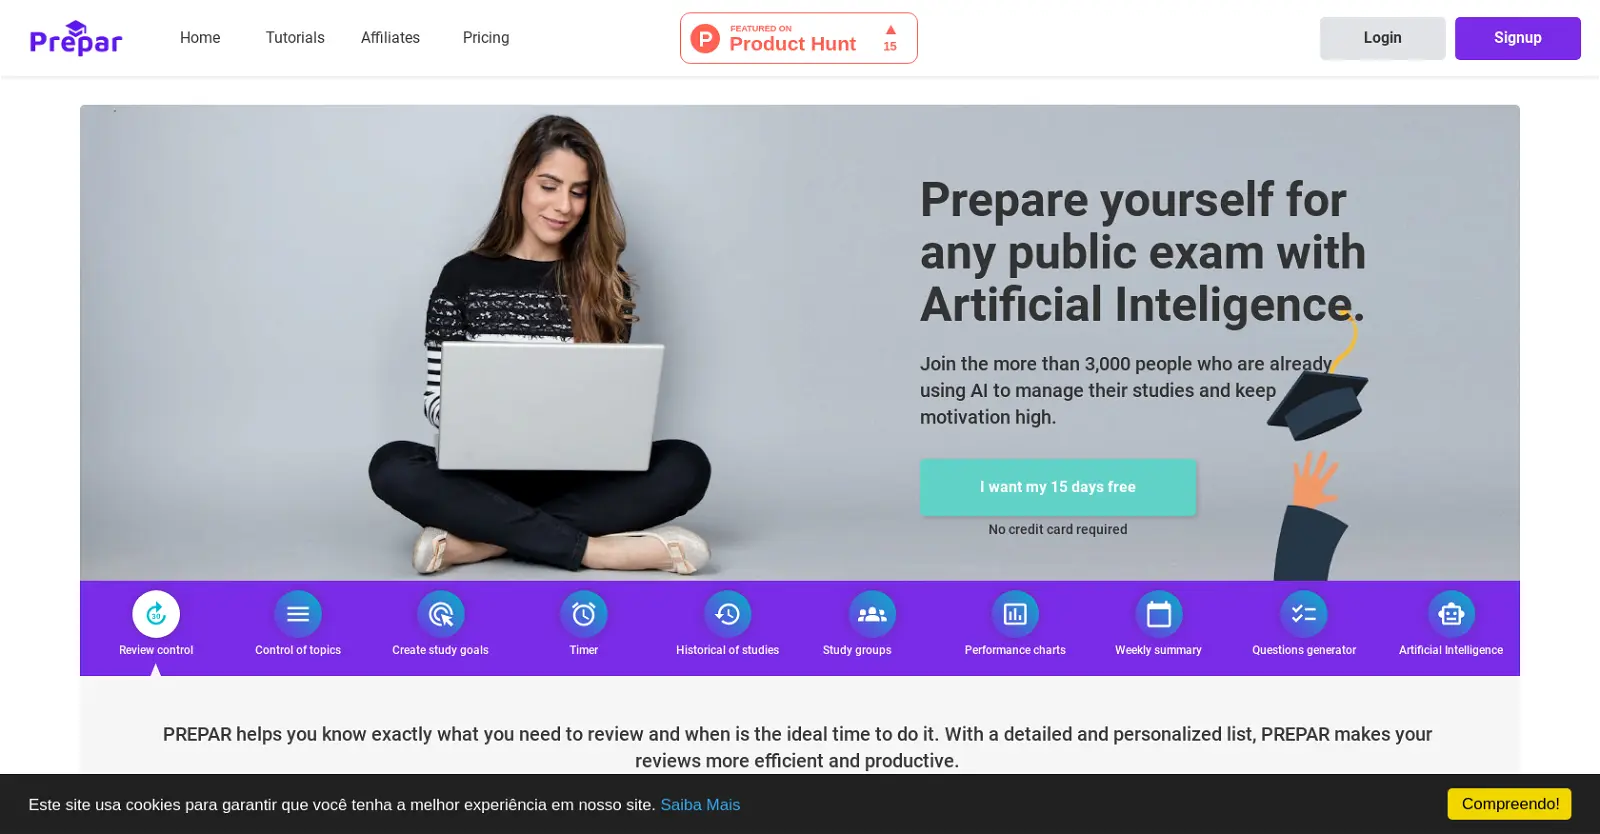 Prepar
Home
Tutorials
Affiliates
Pricing
P
FEATURED ON
Product Hunt
15
Login
Signup
Prepare yourself for
any public exam with
Artificial Inteligence.
Join the more than 3,000 people who are already
using AI to manage their studies and keep
motivation high.
I want my 15 days free
No credit card required
30
Review control
Control of topics
Create study goals
Timer
Historical of studies
Study groups
Performance charts
Weekly summary
Questions generator
Artificial Intelligence
PREPAR helps you know exactly what you need to review and when is the ideal time to do it. With a detailed and personalized list, PREPAR makes your
reviews more efficient and productive.
Este site usa cookies para garantir que você tenha a melhor experiência em nosso site. Saiba Mais
Compreendo!